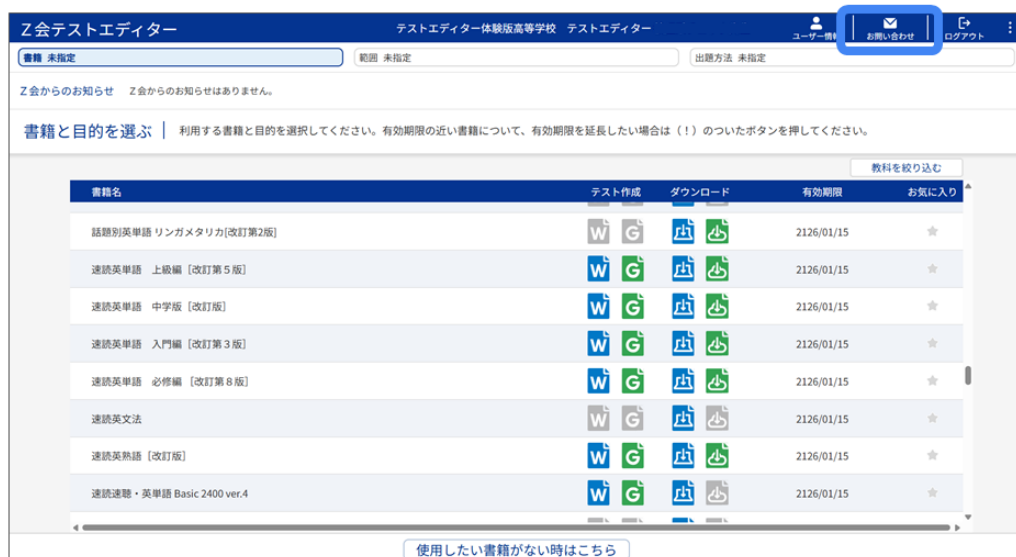 Z会テストエディター
テストエディター体験版高等学校 テストエディター
ユーザー情報
お問い合わせ
ログアウト
書籍 未指定
範囲 未指定
出題方法 未指定
Z会からのお知らせ Z会からのお知らせはありません。
書籍と目的を選ぶ 利用する書籍と目的を選択してください。有効期限の近い書籍について、有効期限を延長したい場合は(!)のついたボタンを押してください。
教科を絞り込む
書籍名 テスト作成 ダウンロード 有効期限 お気に入り
話題別英単語 リンガメタリカ[改訂第2版] W G 2126/01/15
速読英単語 上級編[改訂第5版] W G 2126/01/15
速読英単語 中学版[改訂版] W G 2126/01/15
速読英単語 入門編[改訂第3版] W G 2126/01/15
速読英単語 必修編[改訂第8版] W G 2126/01/15
速読英文法 W G 2126/01/15
速読英熟語[改訂版] W G 2126/01/15
速読速聴・英単語 Basic 2400 ver.4 W G 2126/01/15
使用したい書籍がない時はこちら